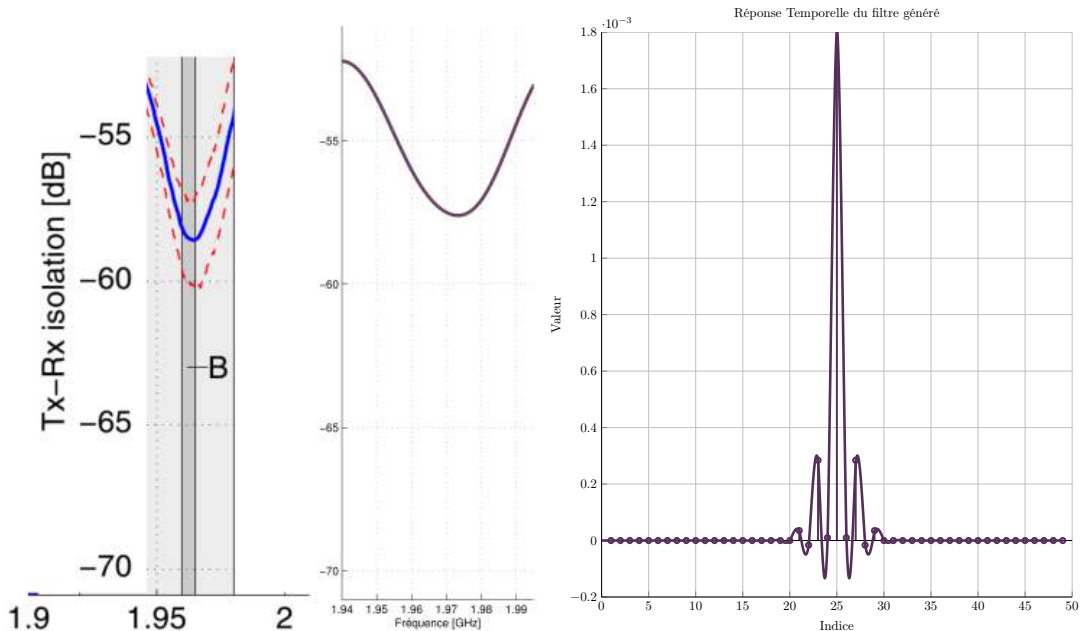 Tx−Rx isolation [dB]
−55
−60
−65
−70
B
1.9
1.95
2
−55
−60
−65
−70
1.94 1.95 1.96 1.97 1.98 1.99
Fréquence [GHz]
Réponse Temporelle du filtre généré
·10⁻³
1.8
1.6
1.4
1.2
1
0.8
0.6
0.4
0.2
0
−0.2
Valeur
0 5 10 15 20 25 30 35 40 45 50
Indice